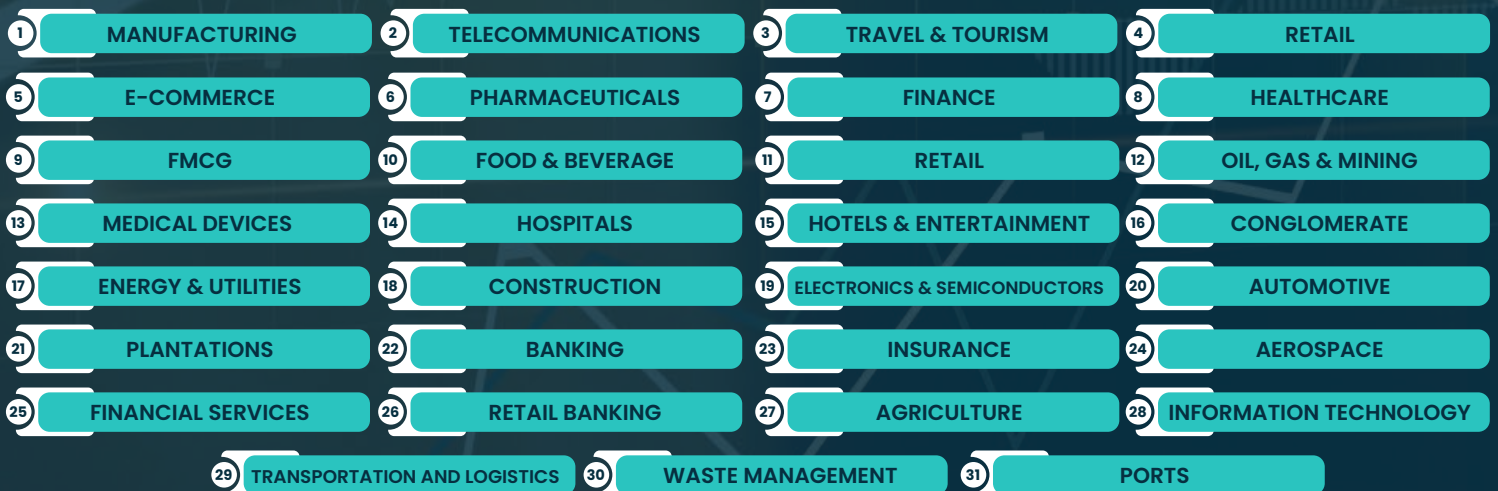 1 MANUFACTURING
2 TELECOMMUNICATIONS
3 TRAVEL & TOURISM
4 RETAIL
5 E-COMMERCE
6 PHARMACEUTICALS
7 FINANCE
8 HEALTHCARE
9 FMCG
10 FOOD & BEVERAGE
11 RETAIL
12 OIL, GAS & MINING
13 MEDICAL DEVICES
14 HOSPITALS
15 HOTELS & ENTERTAINMENT
16 CONGLOMERATE
17 ENERGY & UTILITIES
18 CONSTRUCTION
19 ELECTRONICS & SEMICONDUCTORS
20 AUTOMOTIVE
21 PLANTATIONS
22 BANKING
23 INSURANCE
24 AEROSPACE
25 FINANCIAL SERVICES
26 RETAIL BANKING
27 AGRICULTURE
28 INFORMATION TECHNOLOGY
29 TRANSPORTATION AND LOGISTICS
30 WASTE MANAGEMENT
31 PORTS